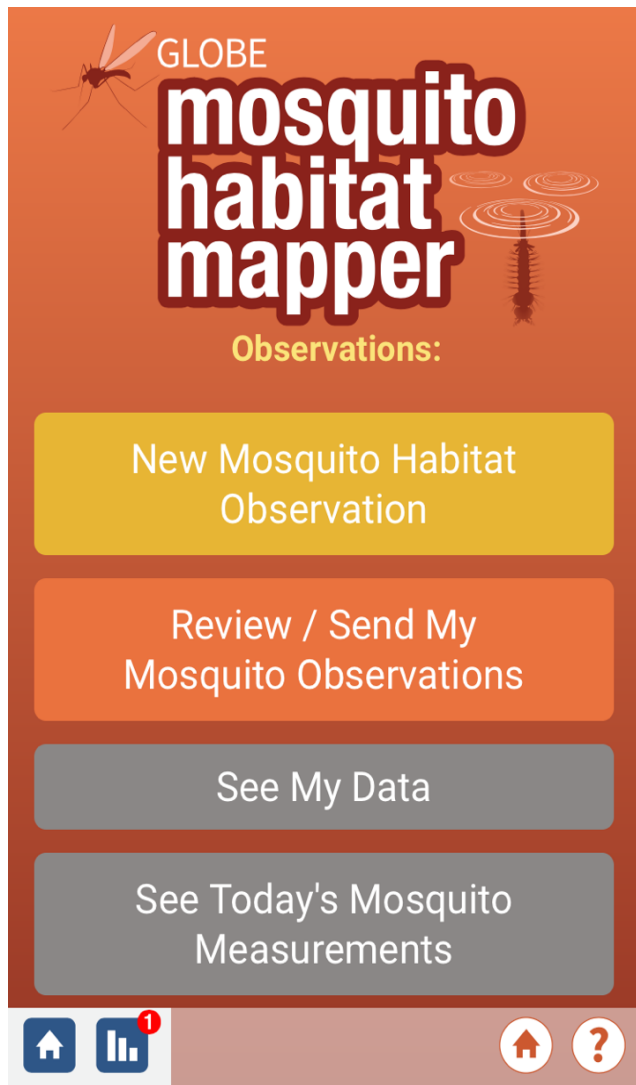 GLOBE
mosquito
habitat
mapper
Observations:
New Mosquito Habitat
Observation
Review / Send My
Mosquito Observations
See My Data
See Today's Mosquito
Measurements
1
?